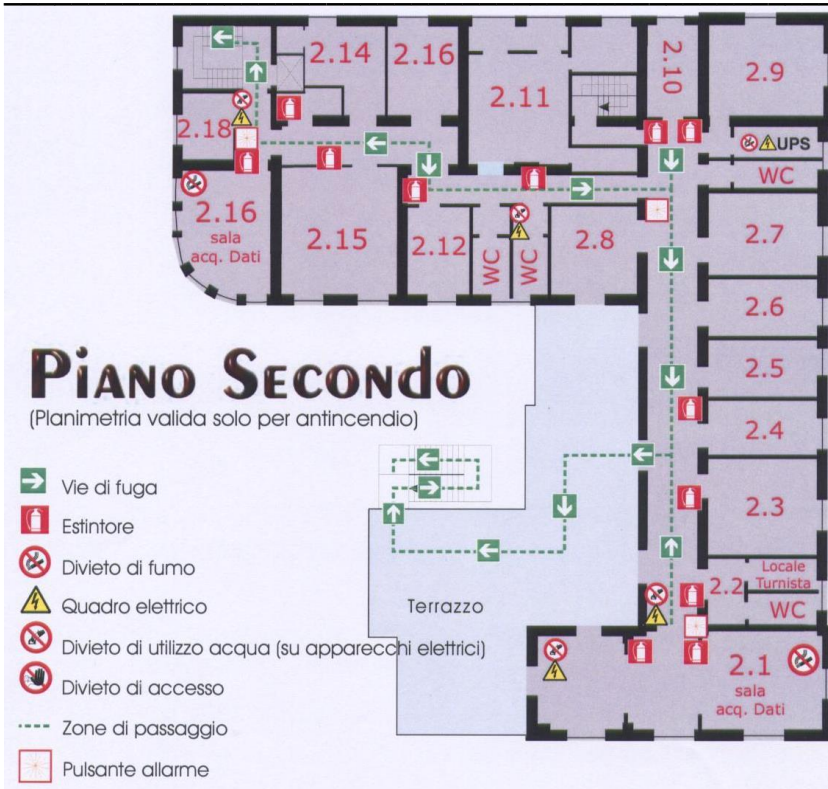 2.14
2.16
2.11
2.10
2.9
2.18
UPS
WC
2.16
sala
acq. Dati
2.15
2.12
WC
WC
2.8
2.7
2.6
2.5
2.4
2.3
Piano Secondo
(Planimetria valida solo per antincendio)
Vie di fuga
Estintore
Divieto di fumo
Quadro elettrico
Divieto di utilizzo acqua (su apparecchi elettrici)
Divieto di accesso
Zone di passaggio
Pulsante allarme
Terrazzo
2.2
Locale
Turnista
WC
2.1
sala
acq. Dati